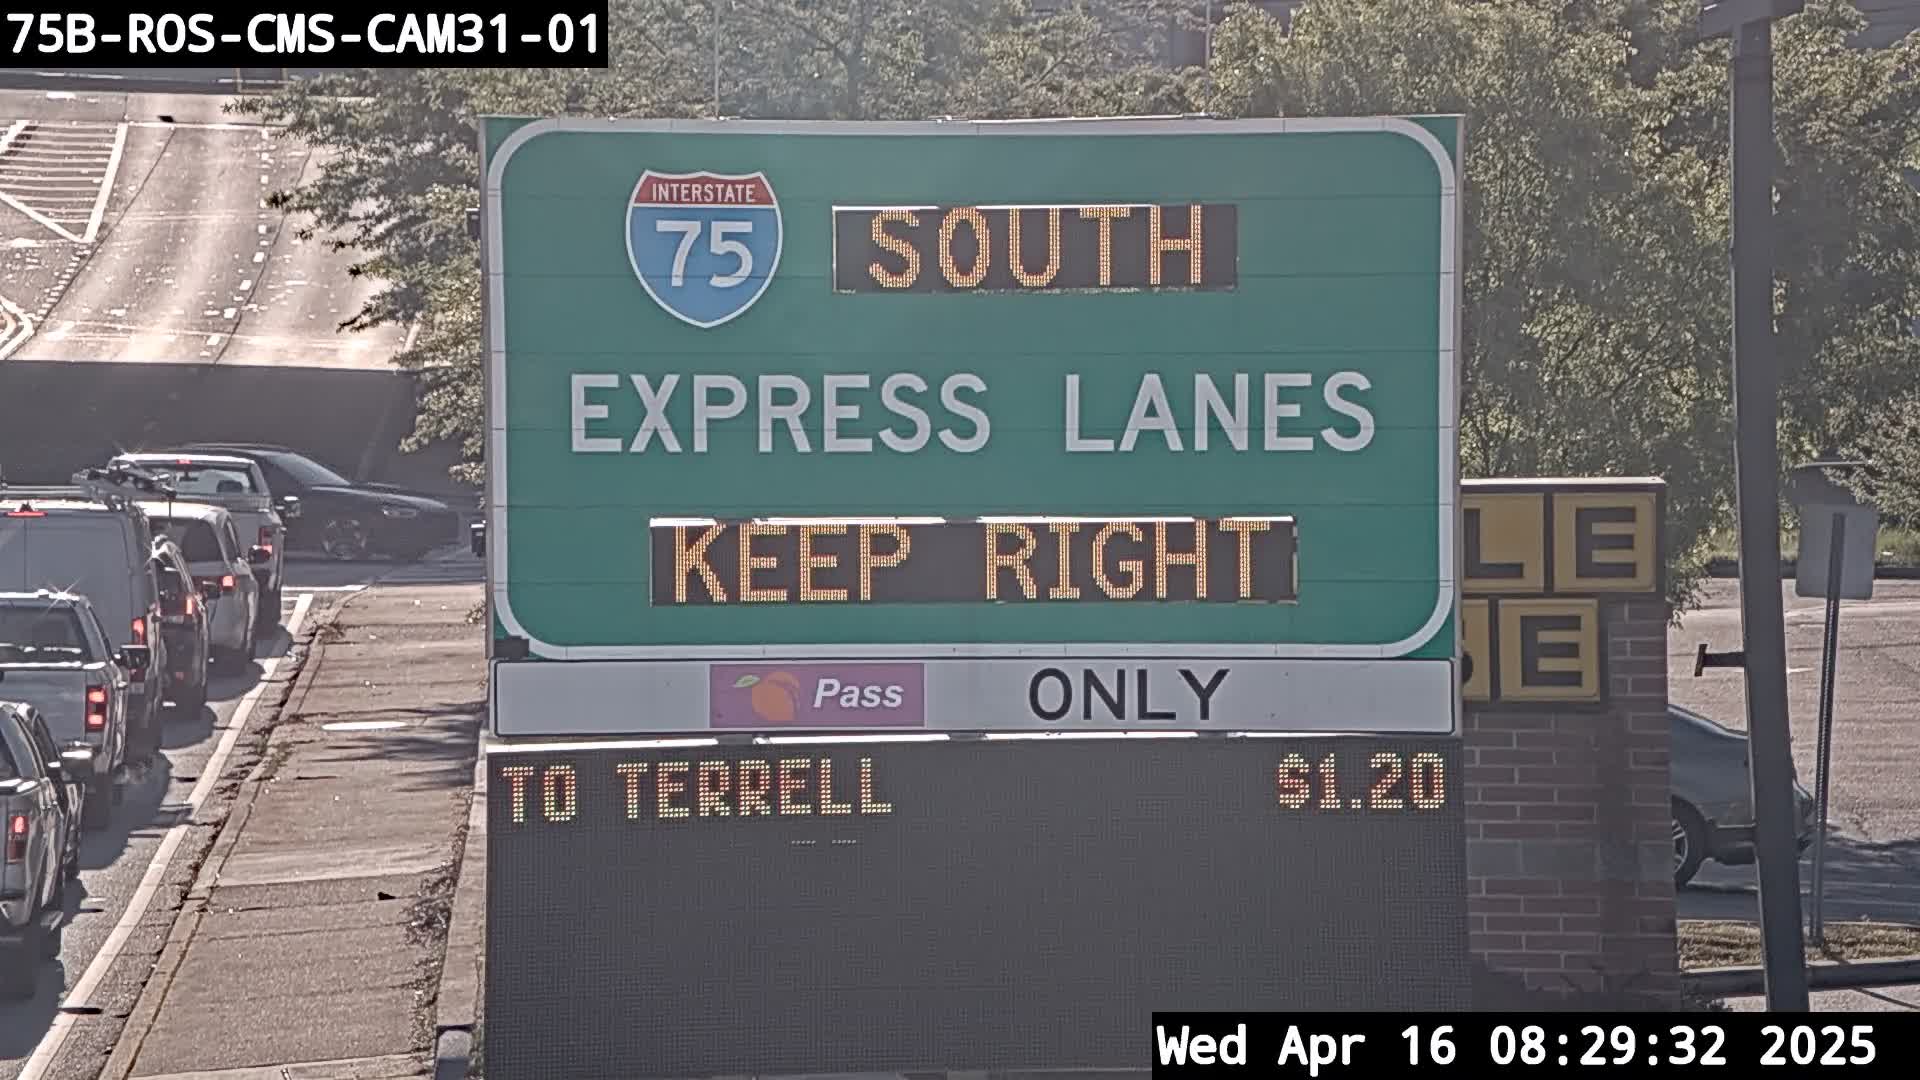 75B-ROS-CMS-CAM31-01
INTERSTATE
75 SOUTH
EXPRESS LANES
KEEP RIGHT
Pass ONLY
TO TERRELL $1.20
LE
E
Wed Apr 16 08:29:32 2025